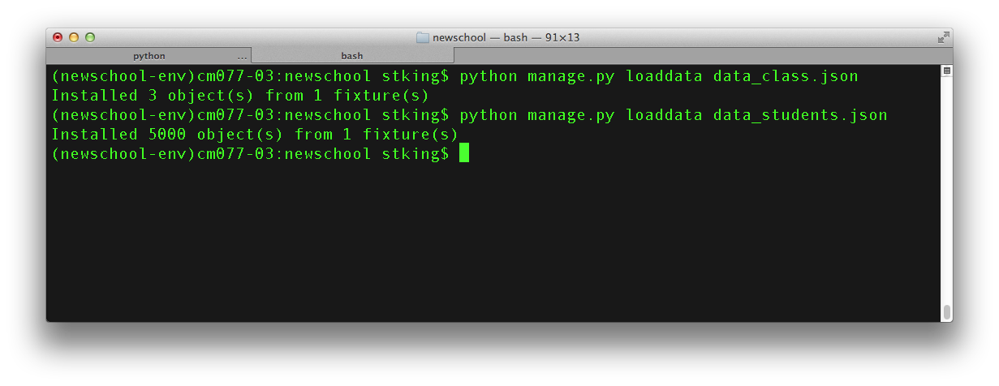 newschool — bash — 91×13
python ... bash
(newschool-env)cm077-03:newschool stking$ python manage.py loaddata data_class.json
Installed 3 object(s) from 1 fixture(s)
(newschool-env)cm077-03:newschool stking$ python manage.py loaddata data_students.json
Installed 5000 object(s) from 1 fixture(s)
(newschool-env)cm077-03:newschool stking$